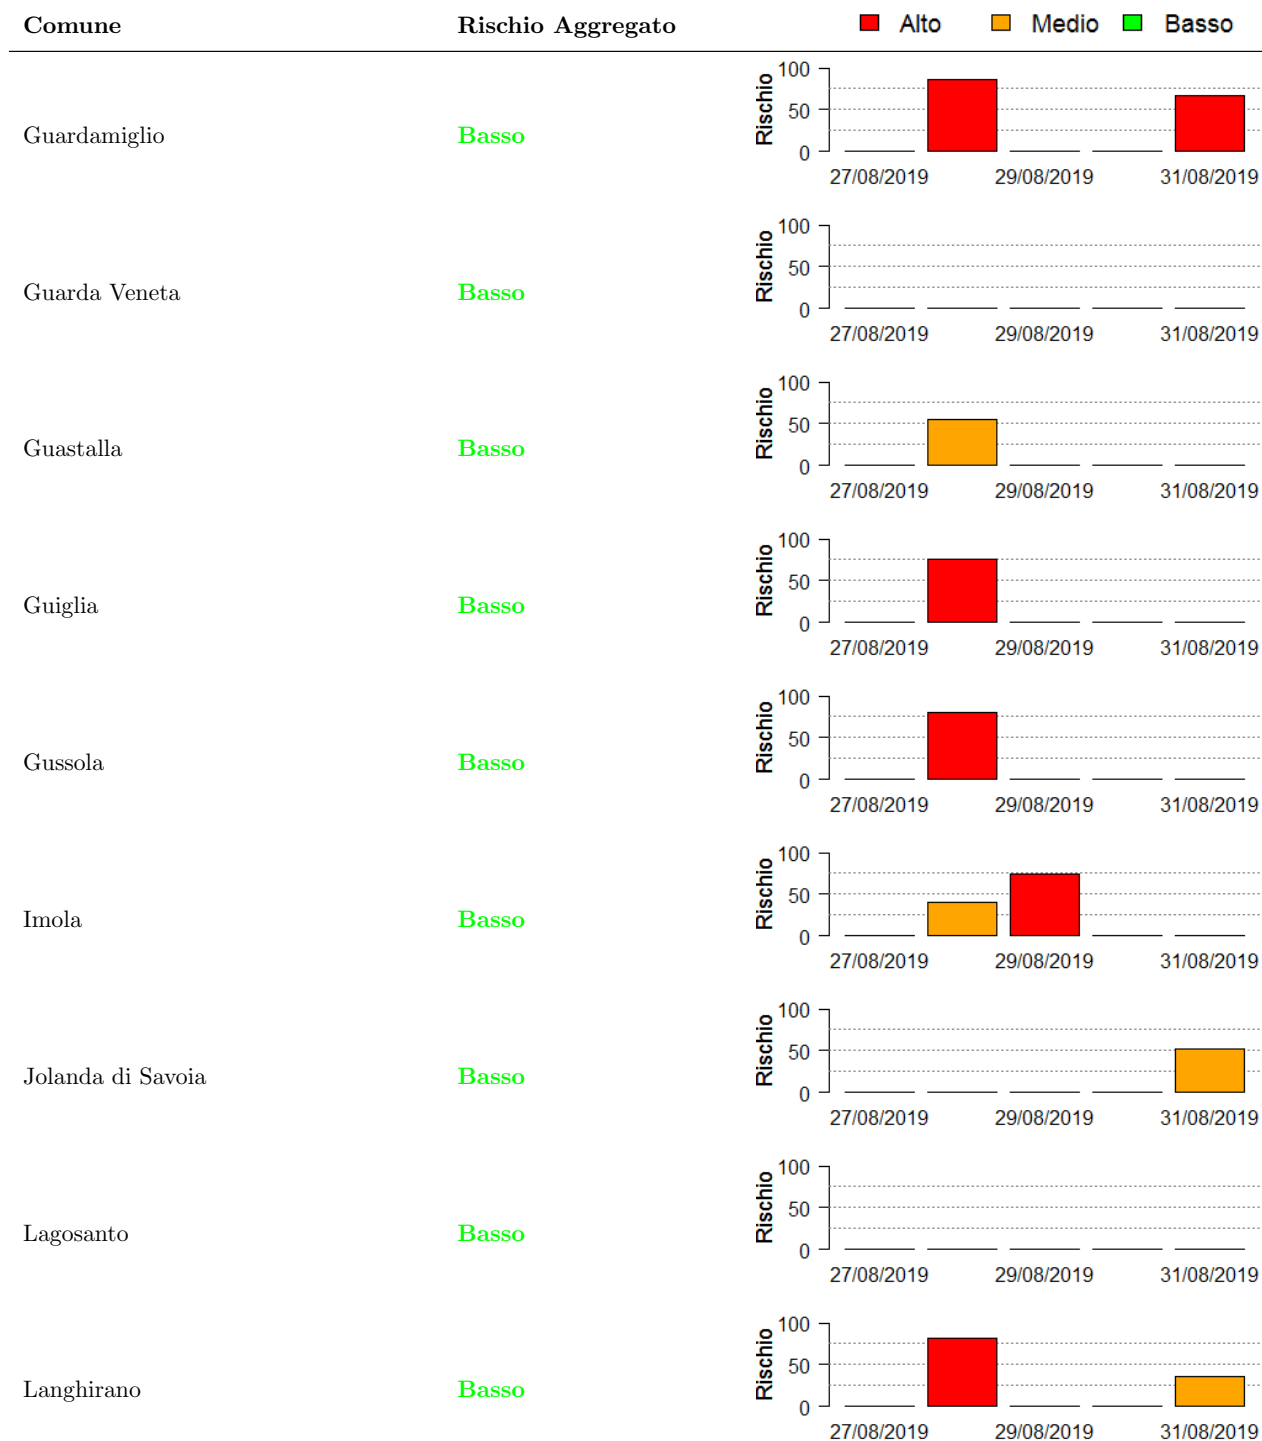 Comune Rischio Aggregato Alto Medio Basso
Guardamiglio Basso Rischio 100 50 0
27/08/2019 29/08/2019 31/08/2019
Guarda Veneta Basso Rischio 100 50 0
27/08/2019 29/08/2019 31/08/2019
Guastalla Basso Rischio 100 50 0
27/08/2019 29/08/2019 31/08/2019
Guiglia Basso Rischio 100 50 0
27/08/2019 29/08/2019 31/08/2019
Gussola Basso Rischio 100 50 0
27/08/2019 29/08/2019 31/08/2019
Imola Basso Rischio 100 50 0
27/08/2019 29/08/2019 31/08/2019
Jolanda di Savoia Basso Rischio 100 50 0
27/08/2019 29/08/2019 31/08/2019
Lagosanto Basso Rischio 100 50 0
27/08/2019 29/08/2019 31/08/2019
Langhirano Basso Rischio 100 50 0
27/08/2019 29/08/2019 31/08/2019